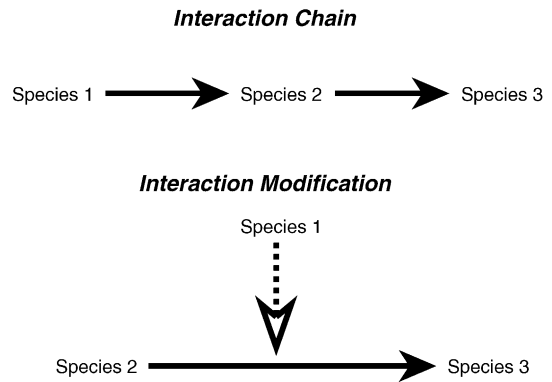 Interaction Chain
Species 1 Species 2 Species 3
Interaction Modification
Species 1
Species 2 Species 3